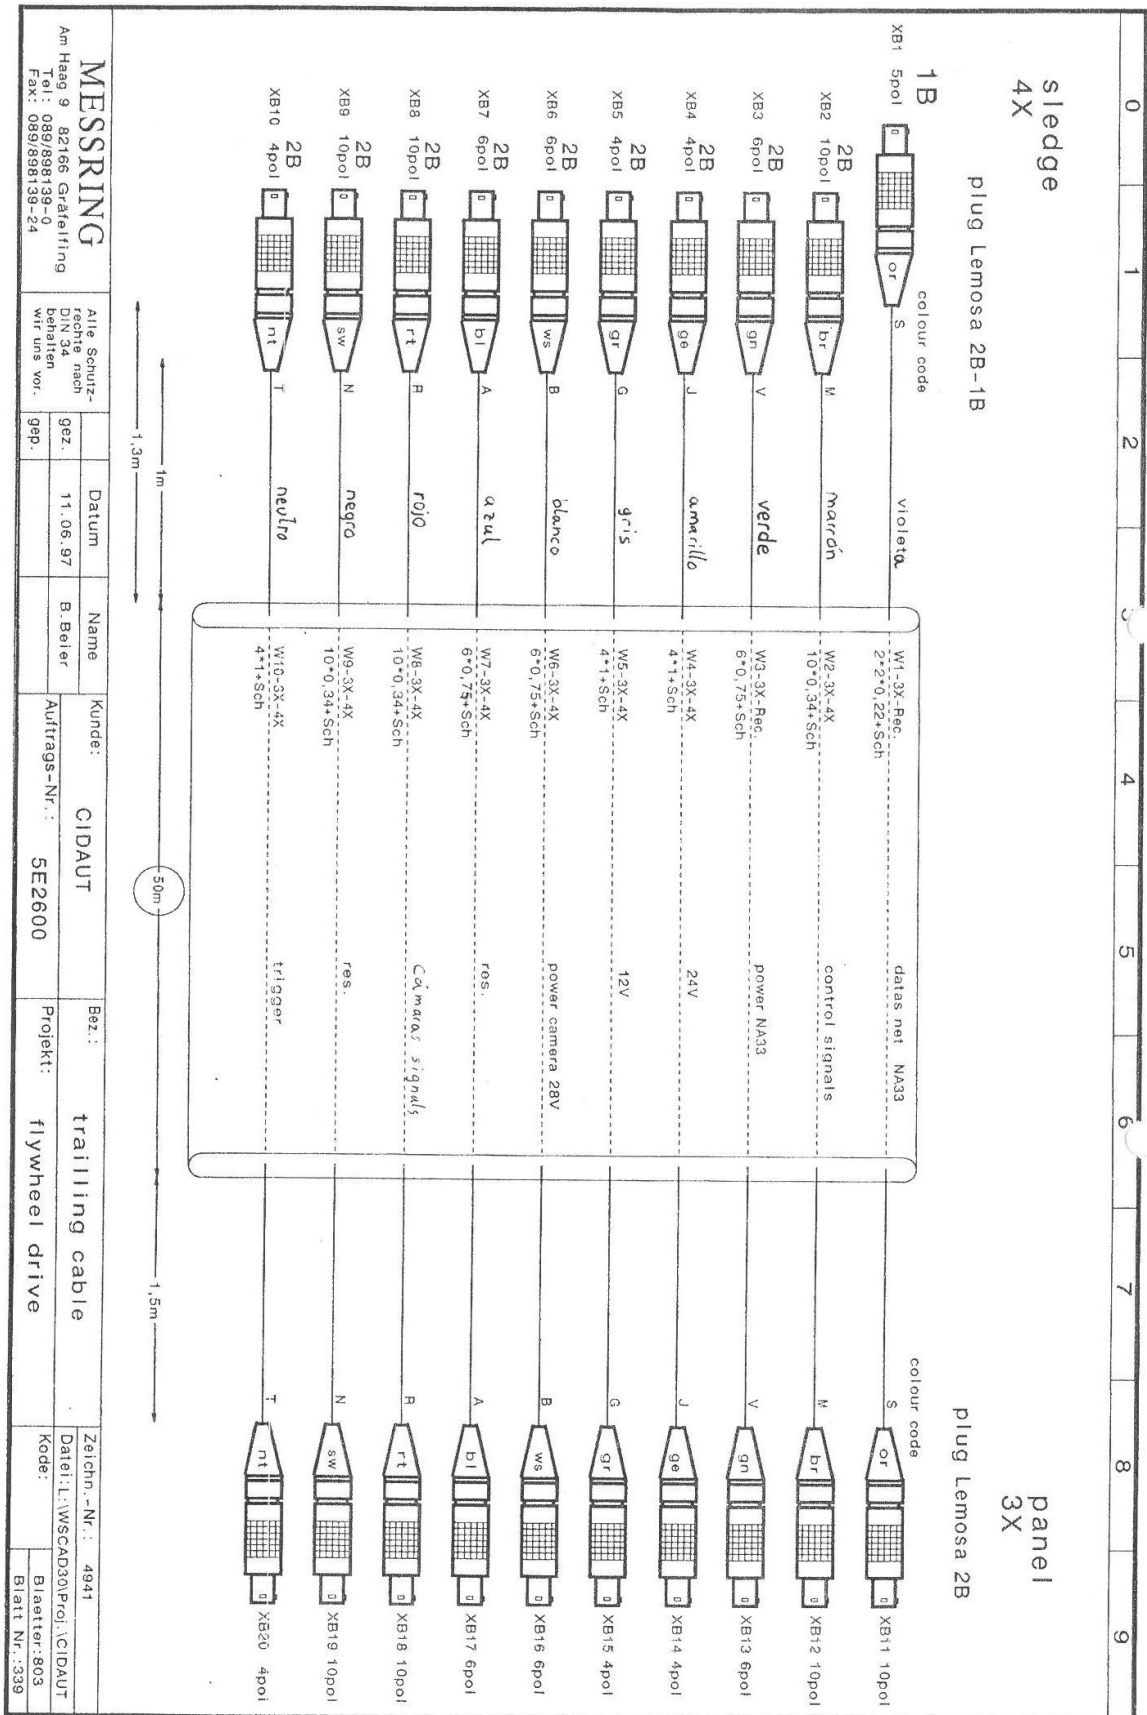 0 1 2 3 4 5 6 7 8 9
sledge
4X
plug Lemosa 2B-1B
panel
3X
plug Lemosa 2B
colour code
colour code
1B
XB1 5pol or S violeta W1-3X-Rec. datas net NA33 S or XB11 10pol
2*2*0,22+Sch
2B
XB2 10pol br M marrón W2-3X-4X control signals M br XB12 10pol
10*0,34+Sch
2B
XB3 6pol gn V verde W3-3X-Rec. power NA33 V gn XB13 6pol
6*0,75+Sch
2B
XB4 4pol ge J amarillo W4-3X-4X 24V J ge XB14 4pol
4*1+Sch
2B
XB5 4pol gr G gris W5-3X-4X 12V G gr XB15 4pol
4*1+Sch
2B
XB6 6pol ws B blanco W6-3X-4X power camera 28V B ws XB16 6pol
6*0,75+Sch
2B
XB7 6pol bl A azul W7-3X-4X res. A bl XB17 6pol
6*0,75+Sch
2B
XB8 10pol rt R rojo W8-3X-4X Cámaras signals R rt XB18 10pol
10*0,34+Sch
2B
XB9 10pol sw N negro W9-3X-4X res. N sw XB19 10pol
10*0,34+Sch
2B
XB10 4pol nt T neutro W10-3X-4X trigger T nt XB20 4pol
4*1+Sch
1m
1,3m
50m
1,5m
MESSRING
Am Haag 9 82166 Gräfelfing
Tel: 089/898139-0
Fax: 089/898139-24
Alle Schutz-
rechte nach
DIN 34
behalten
wir uns vor.
Datum Name
gez. 11.06.97 B.Beier
gep.
Kunde: CIDAUT
Auftrags-Nr.: 5E2600
Bez.: trailling cable
Projekt: flywheel drive
Zeichn.-Nr.: 4941
Datei:L:\WSCAD30\Proj.\CIDAUT
Kode:
Blaetter:803
Blatt Nr.:339